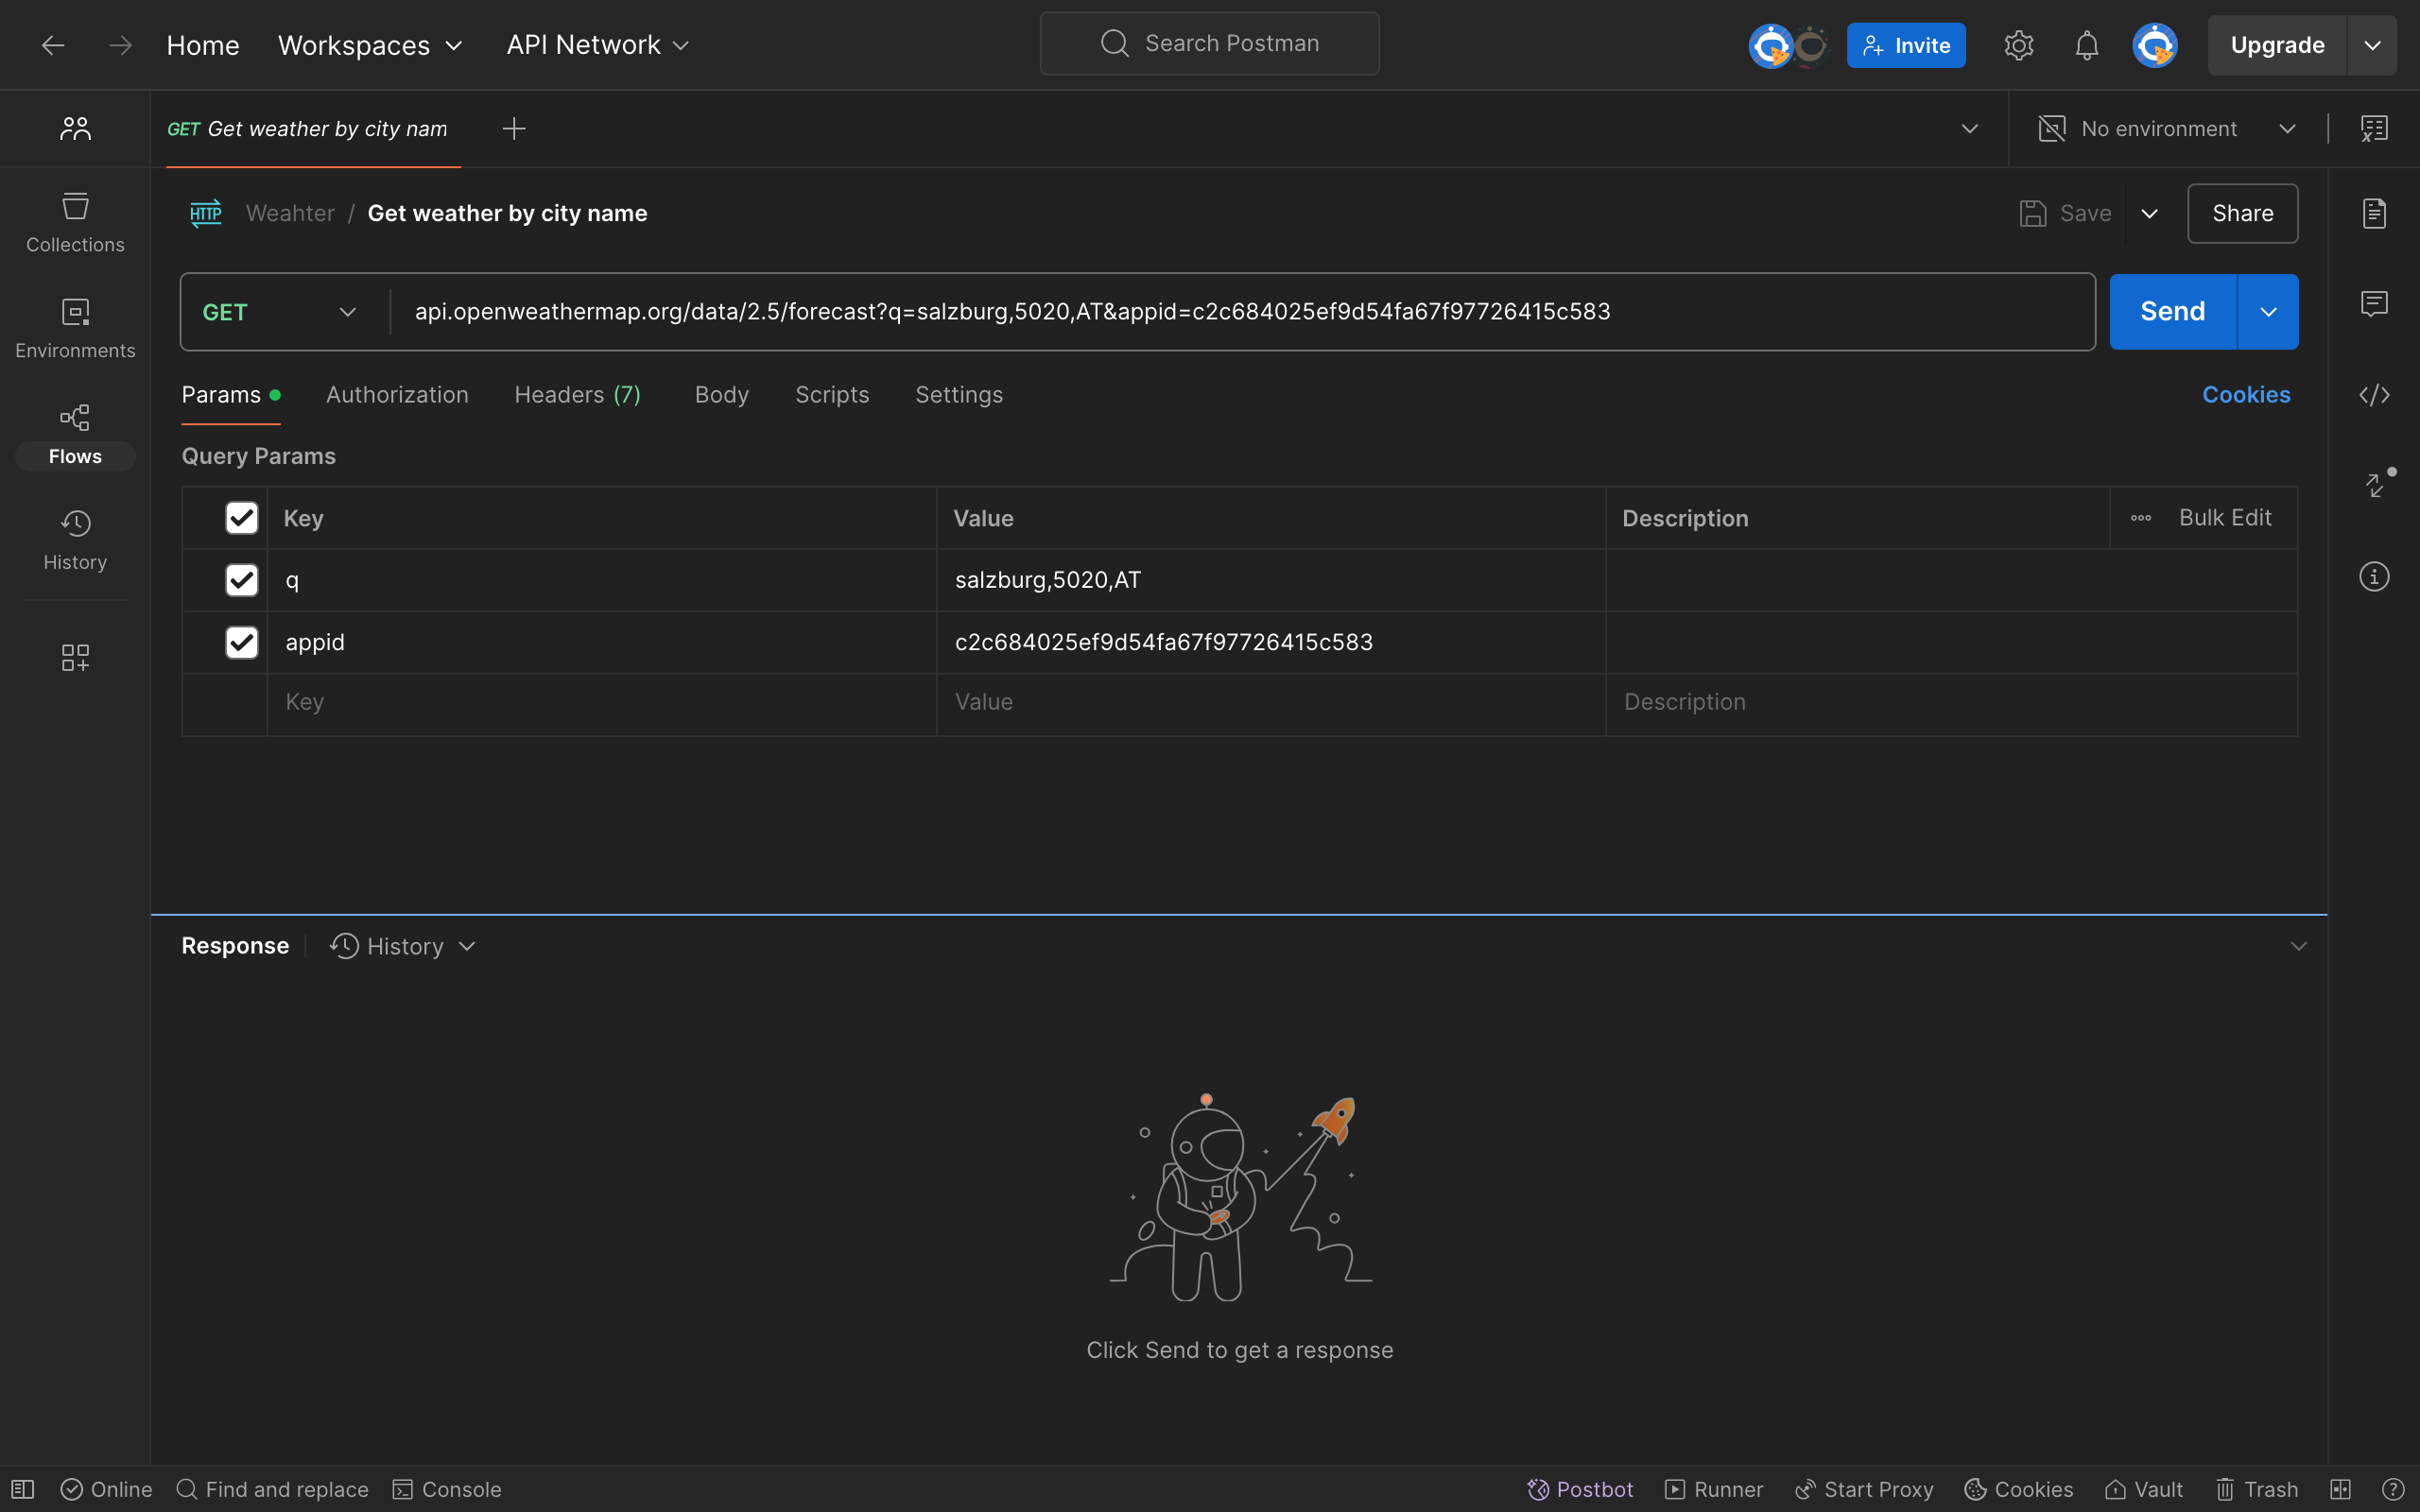 Home Workspaces API Network Search Postman Invite Upgrade
GET Get weather by city nam No environment
HTTP Weahter / Get weather by city name Save Share
Collections
GET api.openweathermap.org/data/2.5/forecast?q=salzburg,5020,AT&appid=c2c684025ef9d54fa67f97726415c583 Send
Environments
Params Authorization Headers (7) Body Scripts Settings Cookies
Flows
Query Params
Key Value Description Bulk Edit
History
q salzburg,5020,AT
appid c2c684025ef9d54fa67f97726415c583
Key Value Description
Response History
Click Send to get a response
Online Find and replace Console Postbot Runner Start Proxy Cookies Vault Trash